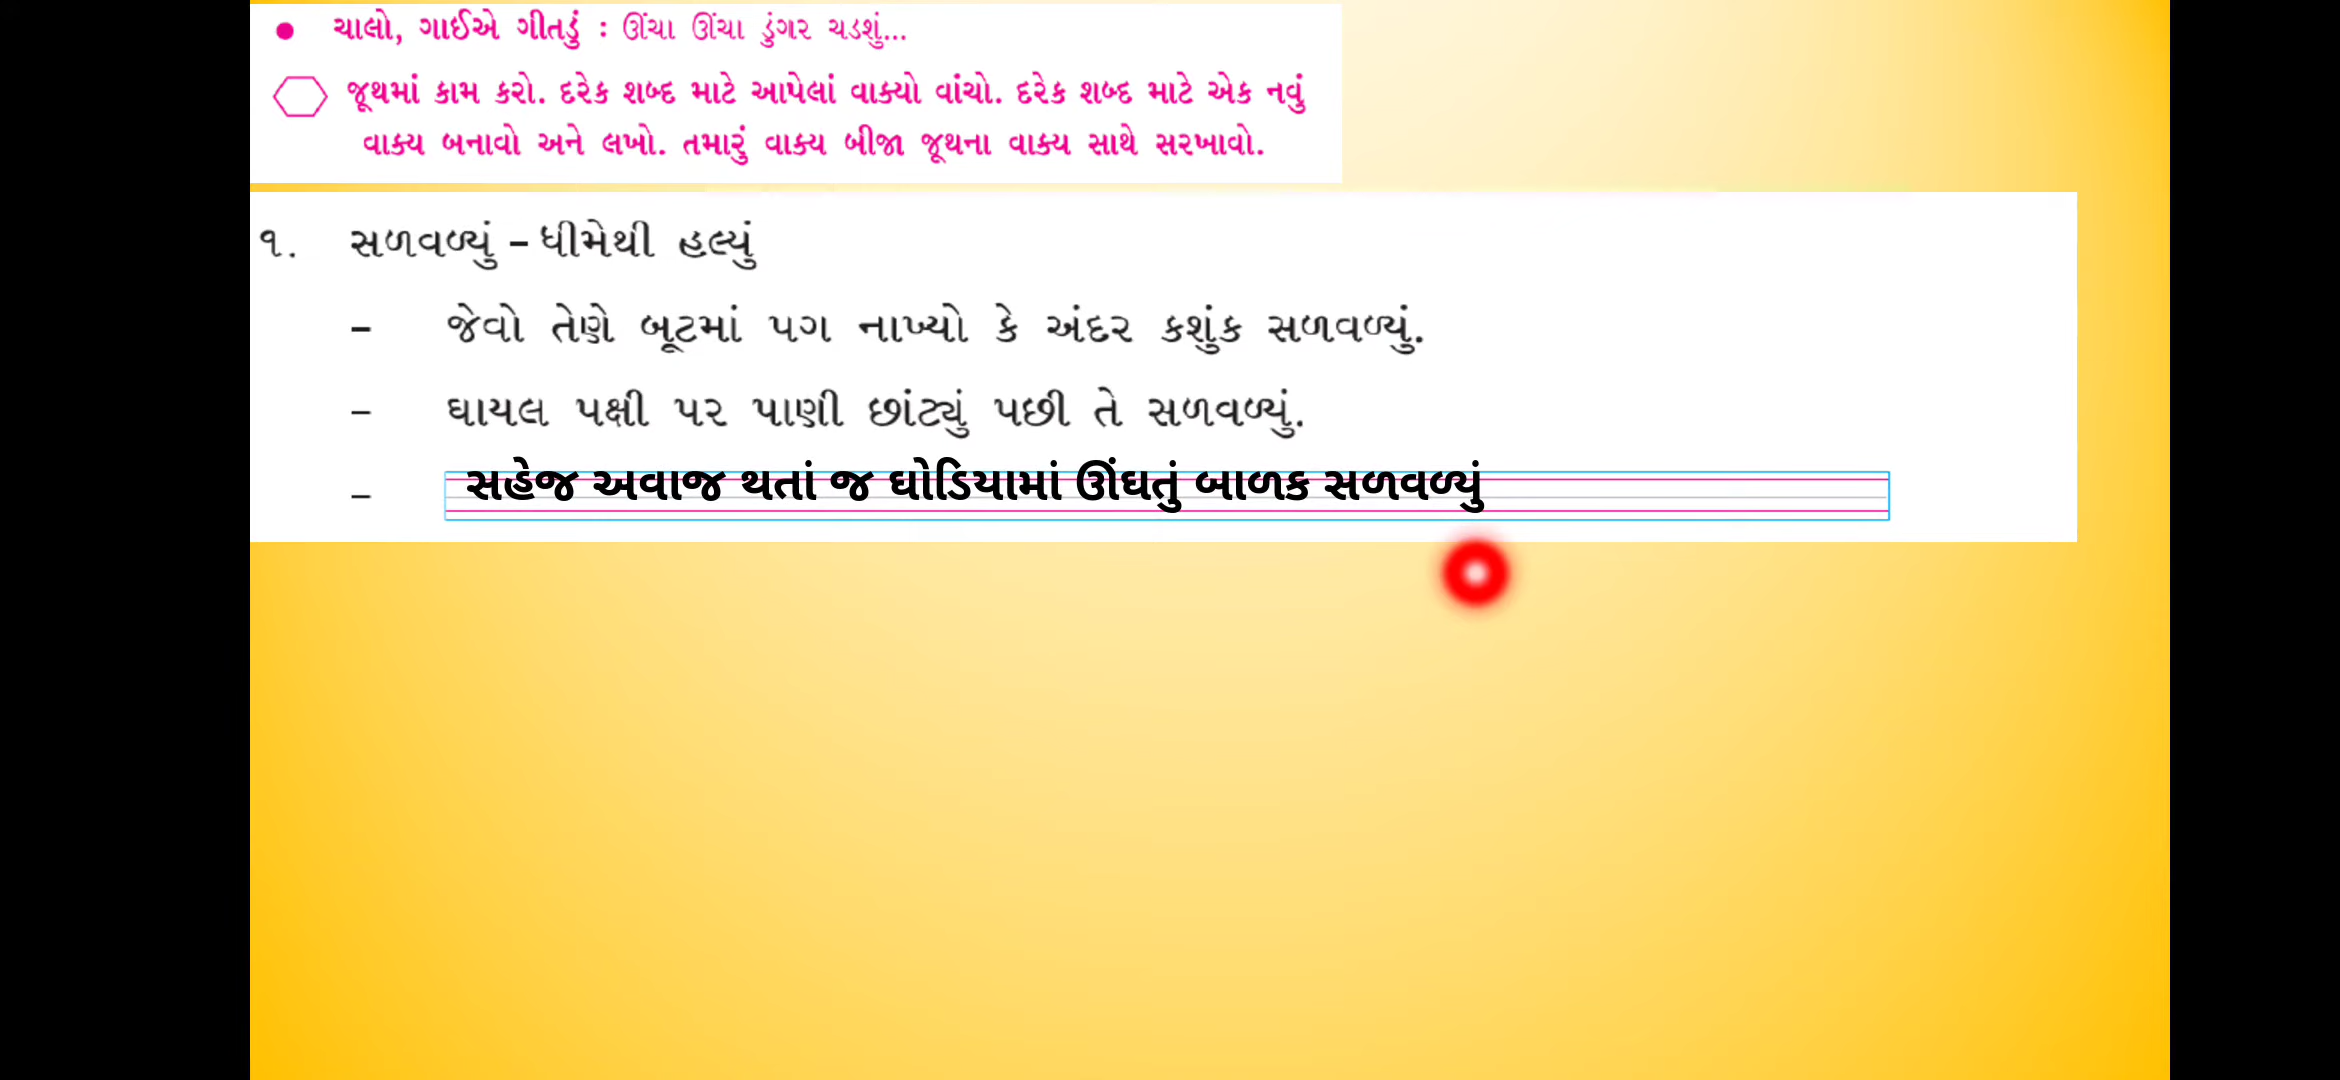 ● ચાલો, ગાઈએ ગીતડું : ઊંચા ઊંચા ડુંગર ચડશું...
જૂથમાં કામ કરો. દરેક શબ્દ માટે આપેલાં વાક્યો વાંચો. દરેક શબ્દ માટે એક નવું
વાક્ય બનાવો અને લખો. તમારું વાક્ય બીજા જૂથના વાક્ય સાથે સરખાવો.
૧. સળવળ્યું – ધીમેથી હલ્યું
– જેવો તેણે બૂટમાં પગ નાખ્યો કે અંદર કશુંક સળવળ્યું.
– ઘાયલ પક્ષી પર પાણી છાંટ્યું પછી તે સળવળ્યું.
– સહેજ અવાજ થતાં જ ઘોડિયામાં ઊંઘતું બાળક સળવળ્યું